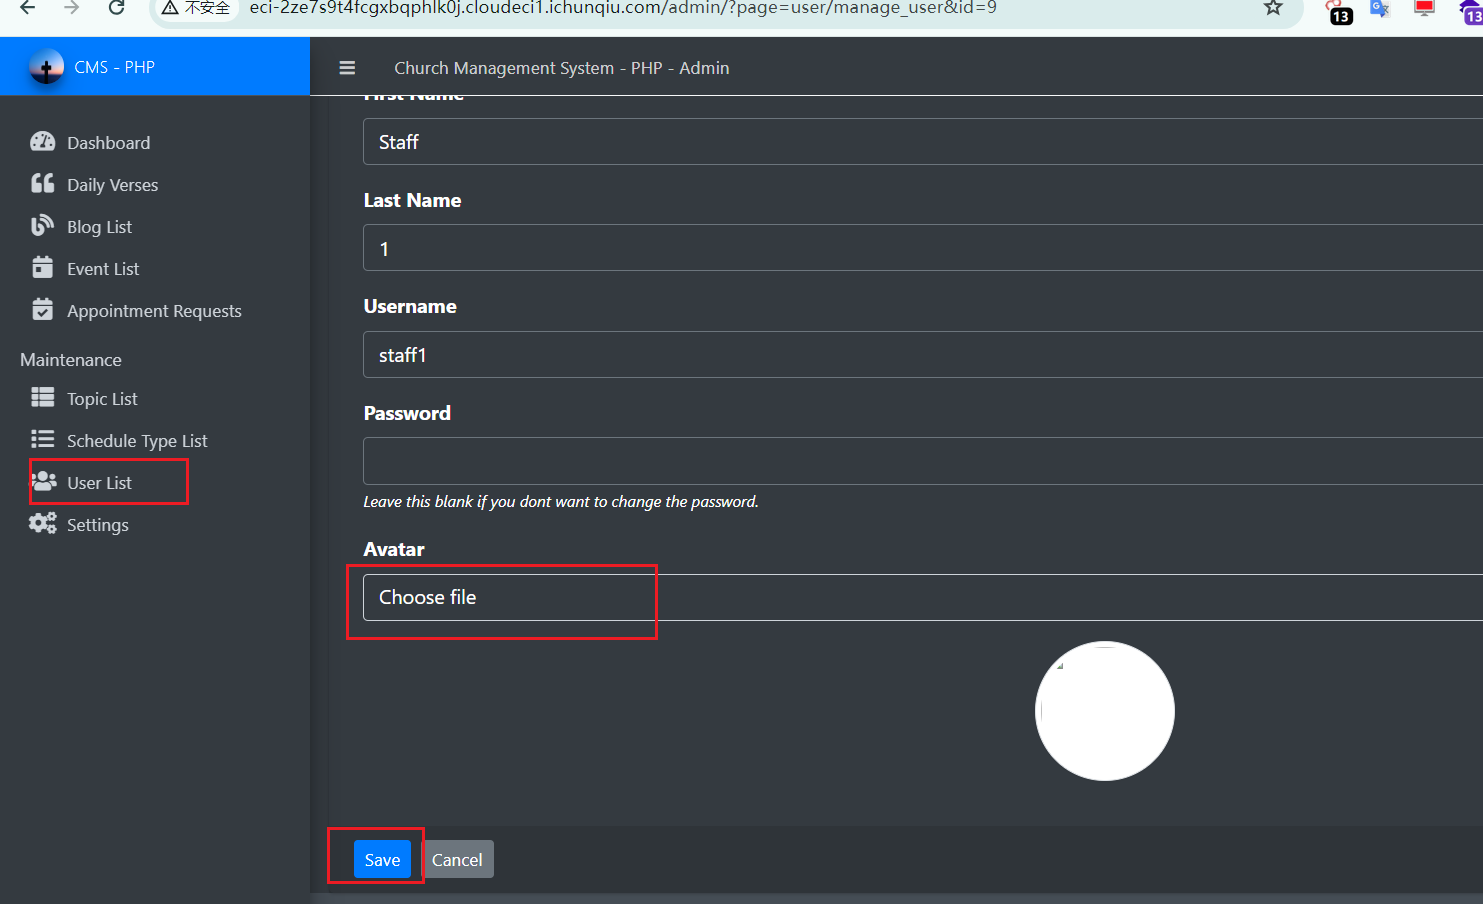 不安全
eci-2ze7s9t4fcgxbqphlk0j.cloudeci1.ichunqiu.com/admin/?page=user/manage_user&id=9
13
13
CMS - PHP
Church Management System - PHP - Admin
Dashboard
Daily Verses
Blog List
Event List
Appointment Requests
Maintenance
Topic List
Schedule Type List
User List
Settings
First Name
Staff
Last Name
1
Username
staff1
Password
Leave this blank if you dont want to change the password.
Avatar
Choose file
Save
Cancel